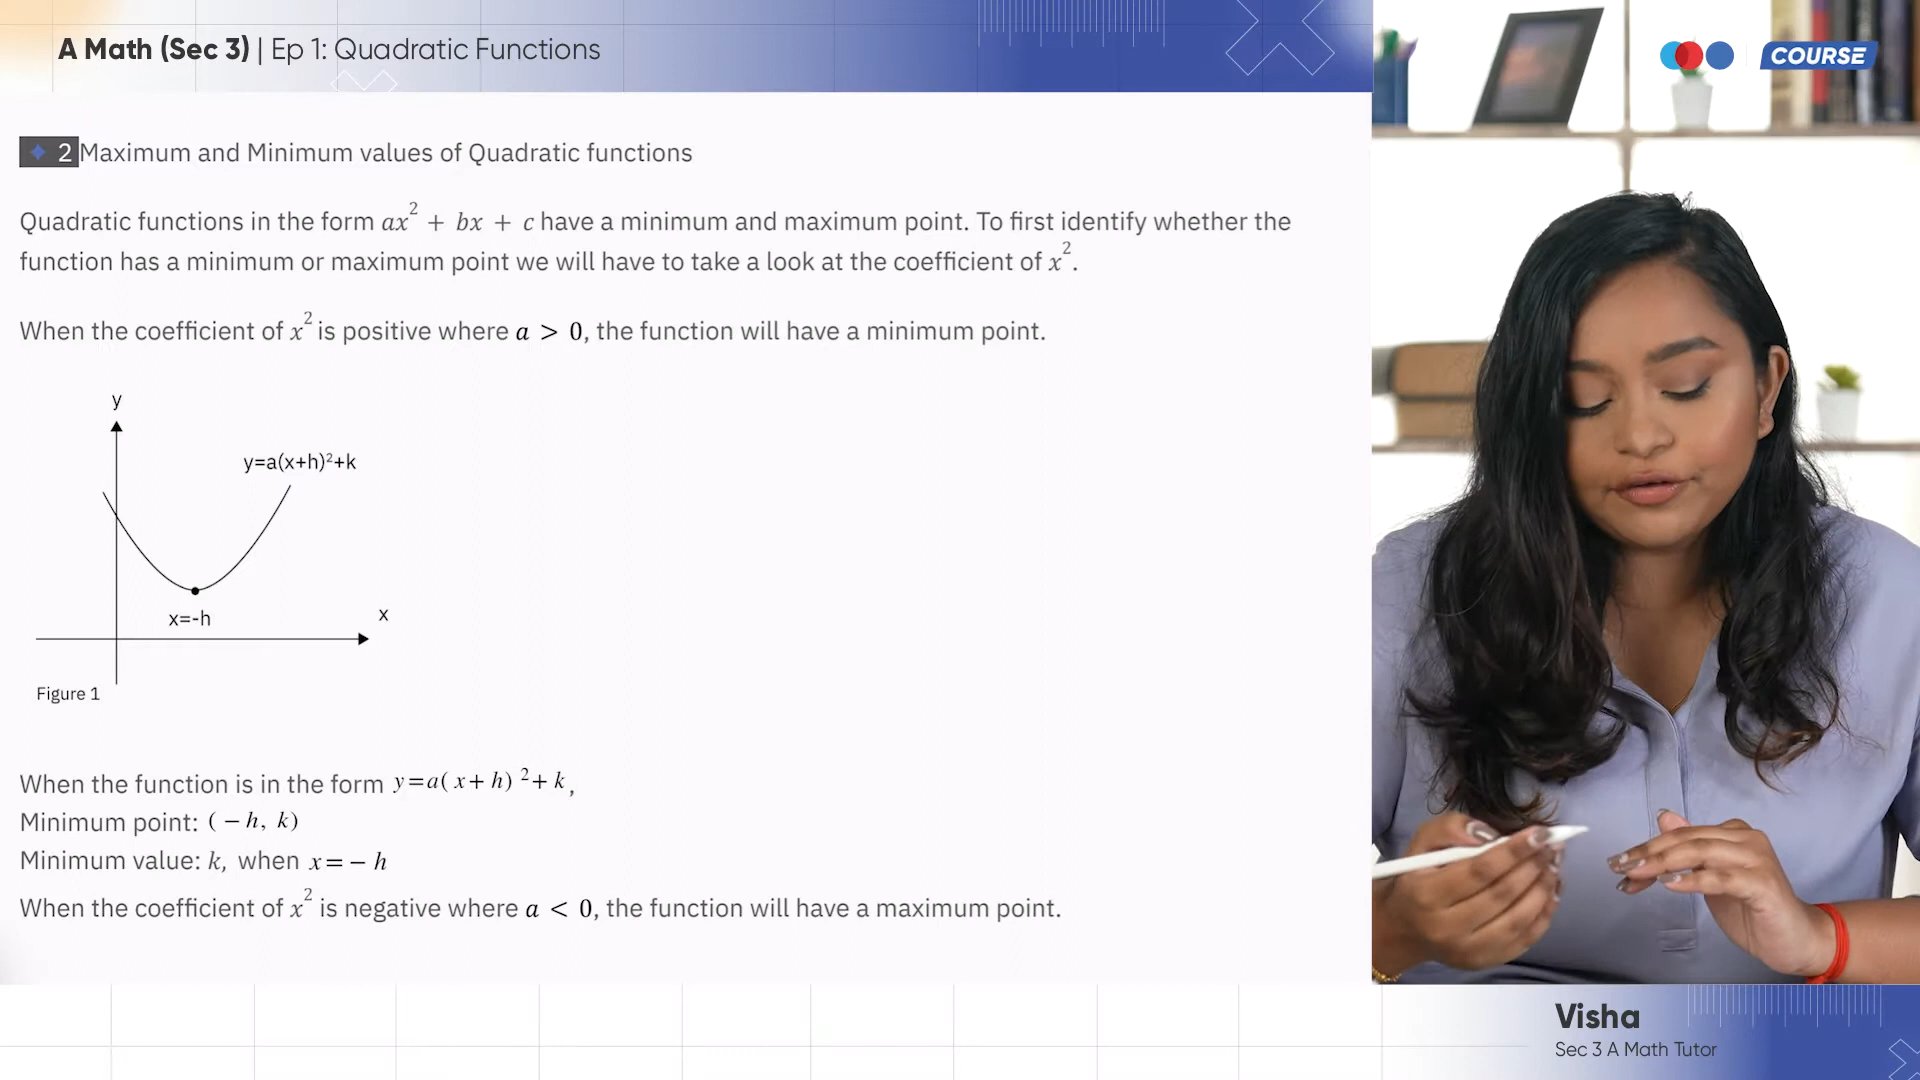 A Math (Sec 3) | Ep 1: Quadratic Functions
COURSE
2 Maximum and Minimum values of Quadratic functions
Quadratic functions in the form ax² + bx + c have a minimum and maximum point. To first identify whether the
function has a minimum or maximum point we will have to take a look at the coefficient of x².
When the coefficient of x² is positive where a > 0, the function will have a minimum point.
y
y=a(x+h)²+k
x=-h
x
Figure 1
When the function is in the form y=a(x+h)²+k,
Minimum point: (−h, k)
Minimum value: k, when x=−h
When the coefficient of x² is negative where a < 0, the function will have a maximum point.
Visha
Sec 3 A Math Tutor